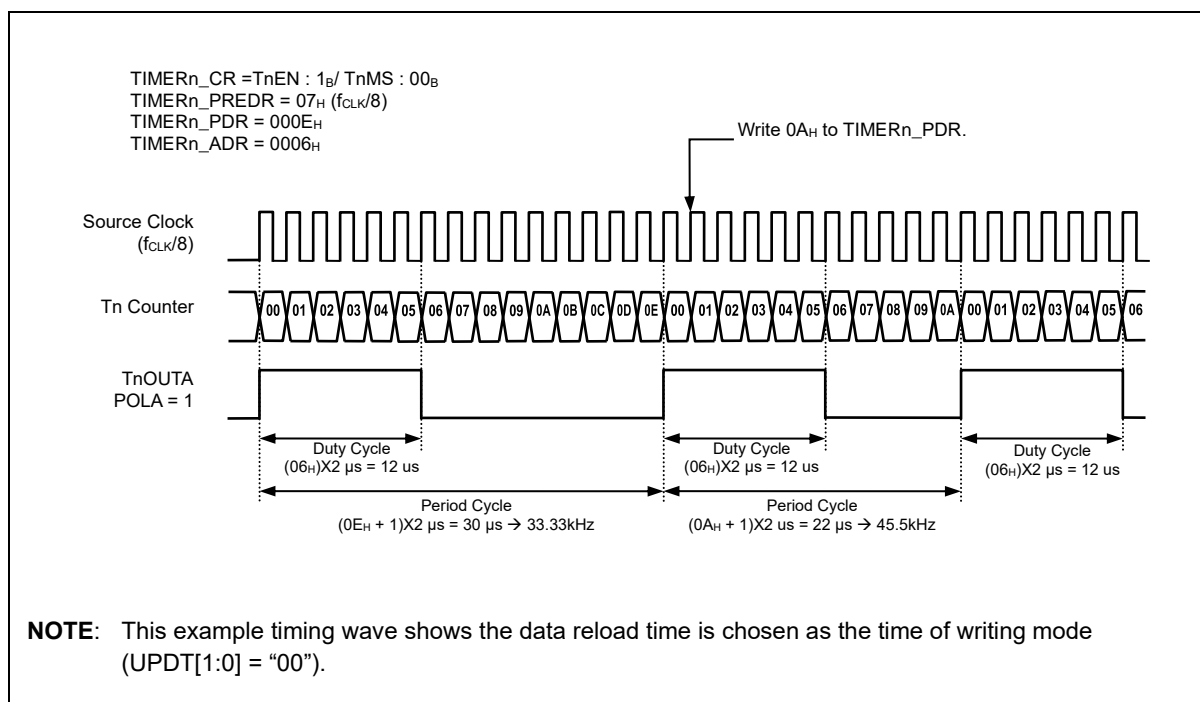 TIMERn_CR =TnEN : 1B/ TnMS : 00B
TIMERn_PREDR = 07H (fCLK/8)
TIMERn_PDR = 000EH
TIMERn_ADR = 0006H
Write 0AH to TIMERn_PDR.
Source Clock
(fCLK/8)
Tn Counter
00 01 02 03 04 05 06 07 08 09 0A 0B 0C 0D 0E 00 01 02 03 04 05 06 07 08 09 0A 00 01 02 03 04 05 06
TnOUTA
POLA = 1
Duty Cycle
(06H)X2 µs = 12 us
Duty Cycle
(06H)X2 µs = 12 us
Duty Cycle
(06H)X2 µs = 12 us
Period Cycle
(0EH + 1)X2 µs = 30 µs → 33.33kHz
Period Cycle
(0AH + 1)X2 us = 22 µs → 45.5kHz
NOTE: This example timing wave shows the data reload time is chosen as the time of writing mode
(UPDT[1:0] = “00”).